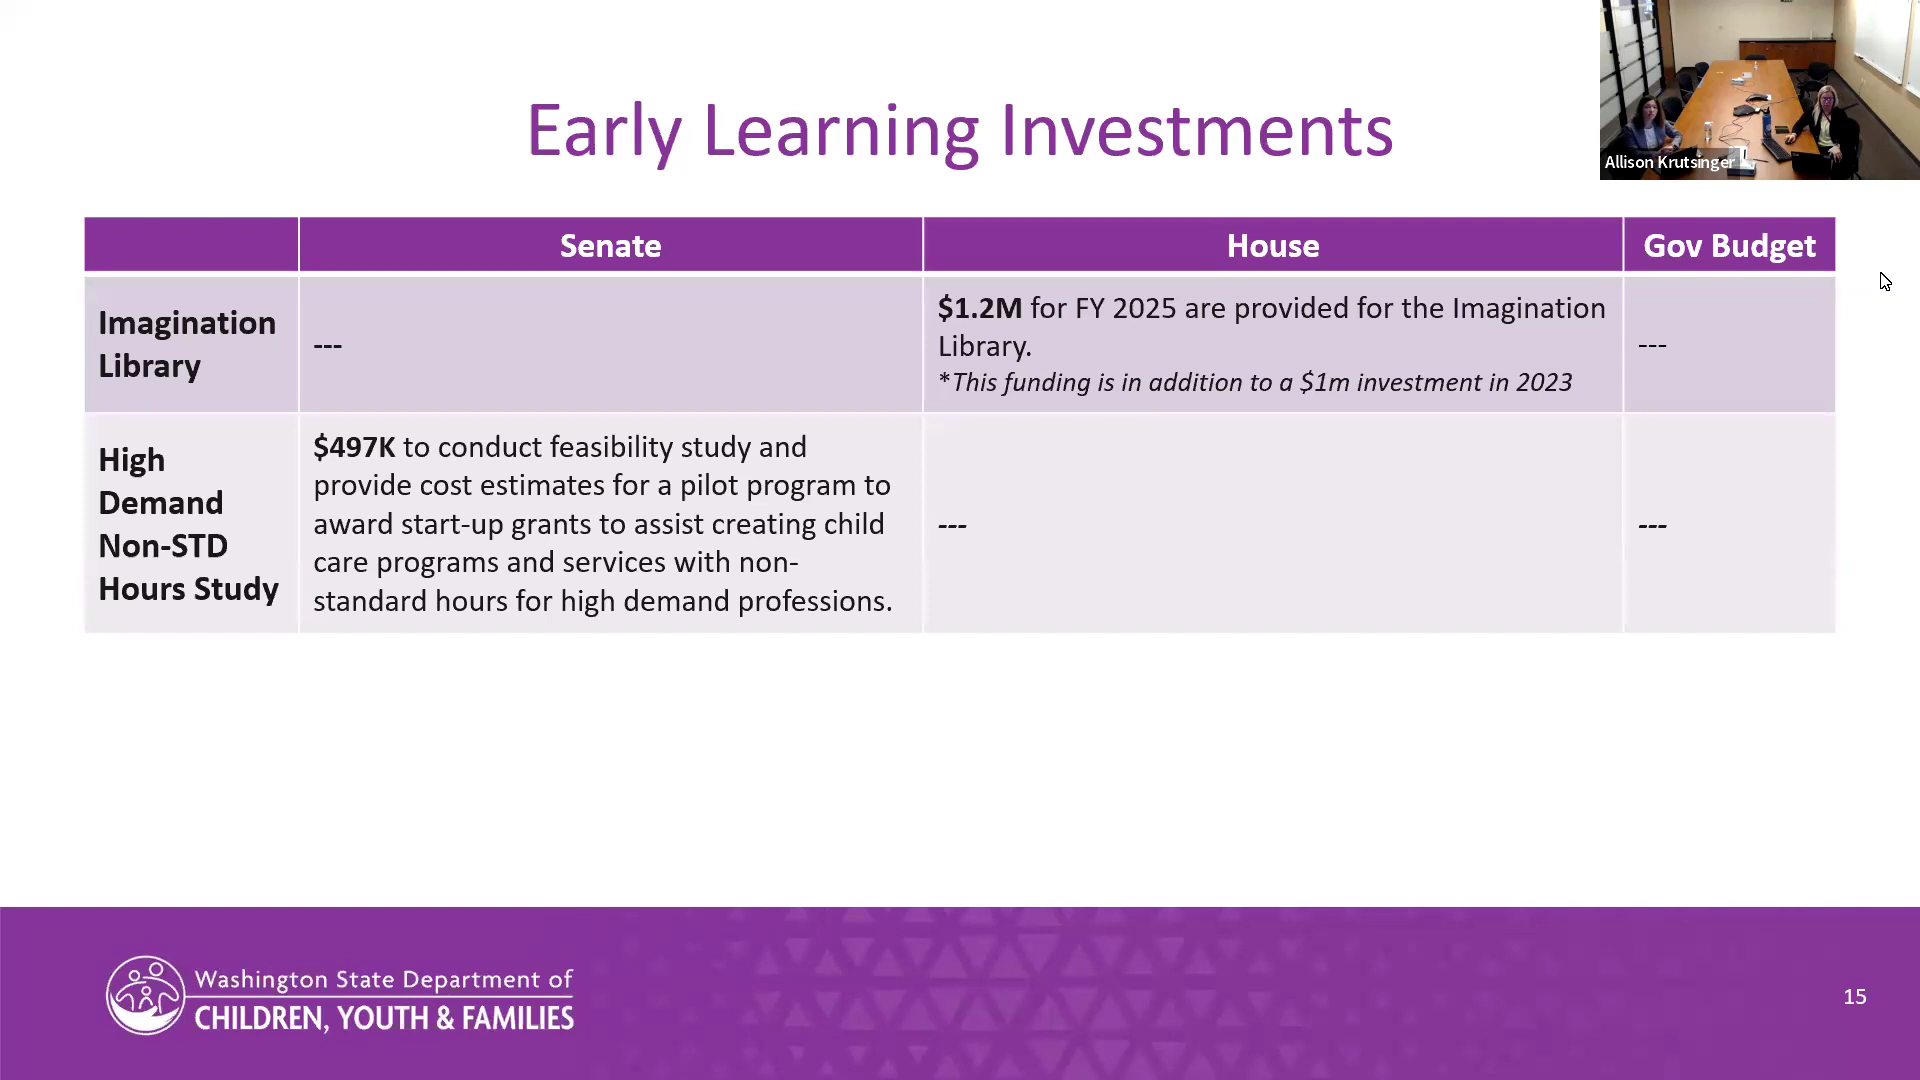 Early Learning Investments
Allison Krutsinger
Senate
House
Gov Budget
Imagination
Library
---
$1.2M for FY 2025 are provided for the Imagination
Library.
*This funding is in addition to a $1m investment in 2023
---
High
Demand
Non-STD
Hours Study
$497K to conduct feasibility study and
provide cost estimates for a pilot program to
award start-up grants to assist creating child
care programs and services with non-
standard hours for high demand professions.
---
---
Washington State Department of
CHILDREN, YOUTH & FAMILIES
15